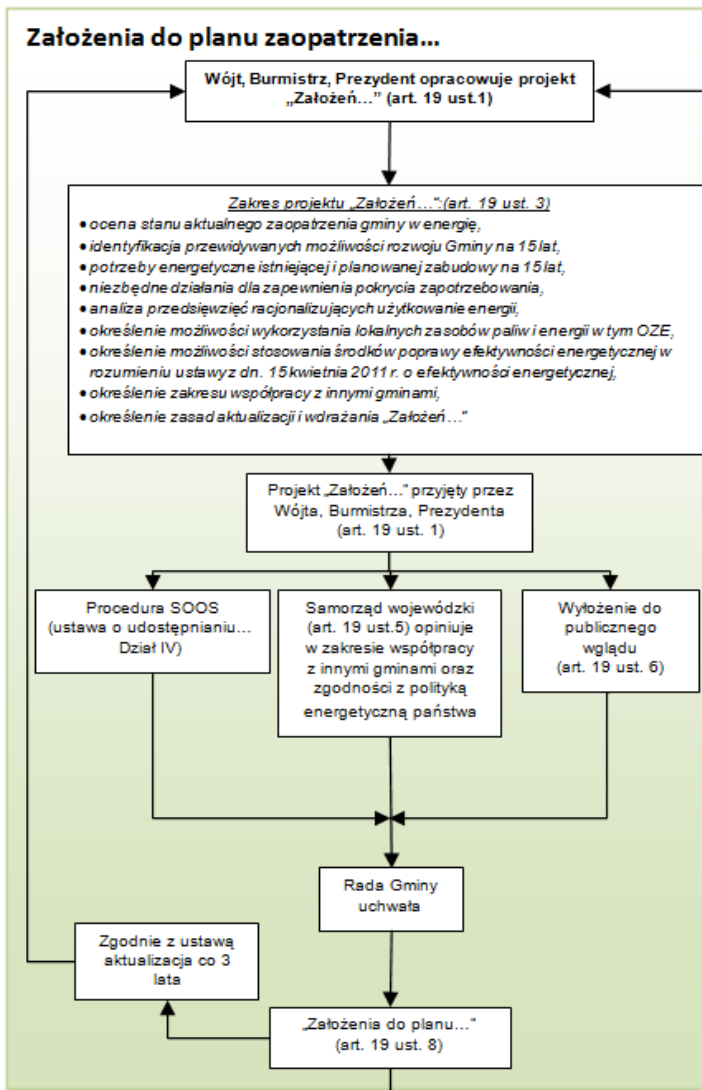 Założenia do planu zaopatrzenia...
Wójt, Burmistrz, Prezydent opracowuje projekt
„Założeń…” (art. 19 ust.1)
Zakres projektu „Założeń…”:(art. 19 ust. 3)
• ocena stanu aktualnego zaopatrzenia gminy w energię,
• identyfikacja przewidywanych możliwości rozwoju Gminy na 15 lat,
• potrzeby energetyczne istniejącej i planowanej zabudowy na 15 lat,
• niezbędne działania dla zapewnienia pokrycia zapotrzebowania,
• analiza przedsięwzięć racjonalizujących użytkowanie energii,
• określenie możliwości wykorzystania lokalnych zasobów paliw i energii w tym OZE,
• określenie możliwości stosowania środków poprawy efektywności energetycznej w
rozumieniu ustawy z dn. 15 kwietnia 2011 r. o efektywności energetycznej,
• określenie zakresu współpracy z innymi gminami,
• określenie zasad aktualizacji i wdrażania „Założeń…”
Projekt „Założeń…” przyjęty przez
Wójta, Burmistrza, Prezydenta
(art. 19 ust. 1)
Procedura SOOS
(ustawa o udostępnianiu…
Dział IV)
Samorząd wojewódzki
(art. 19 ust.5) opiniuje
w zakresie współpracy
z innymi gminami oraz
zgodności z polityką
energetyczną państwa
Wyłożenie do
publicznego
wglądu
(art. 19 ust. 6)
Rada Gminy
uchwała
Zgodnie z ustawą
aktualizacja co 3
lata
„Założenia do planu…”
(art. 19 ust. 8)